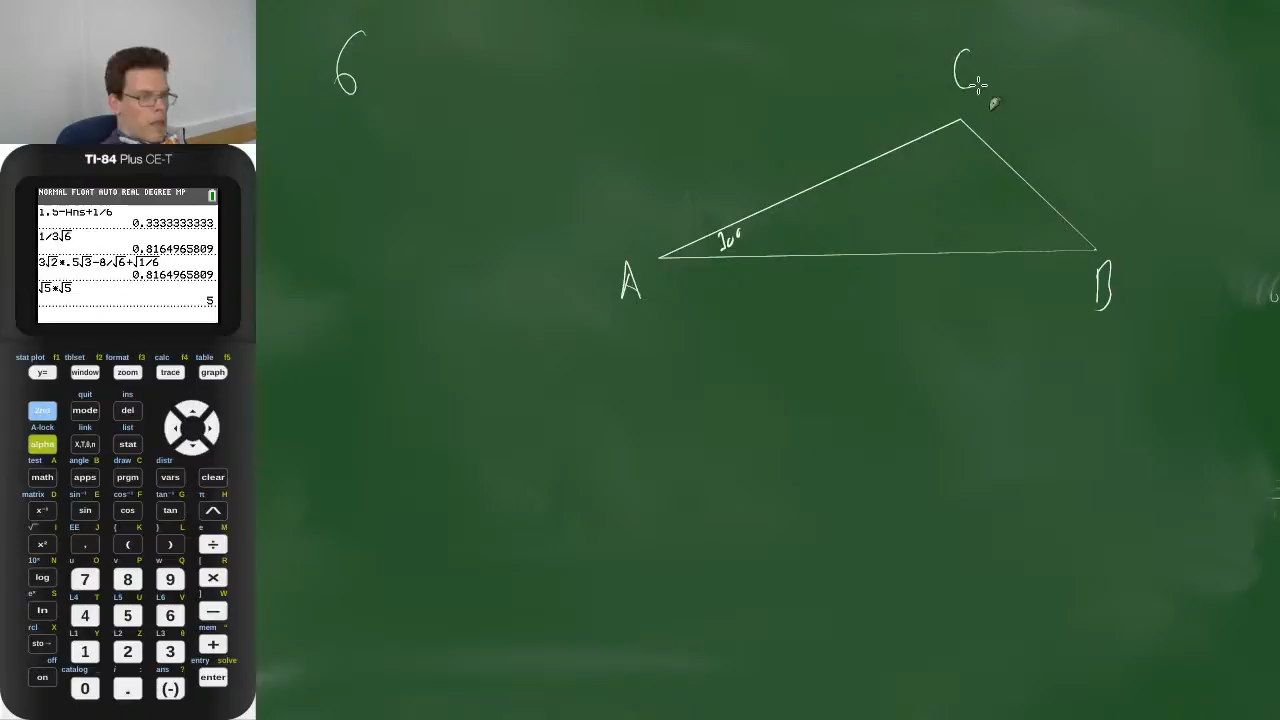 6
C
30°
A
B
TI-84 Plus CE-T
NORMAL FLOAT AUTO REAL DEGREE MP
1.5-Ans+1/6
0.3333333333
1/3√6
0.8164965809
3√2*.5√3-8/√6+√1/6
0.8164965809
√5*√5
5
stat plot f1 tblset f2 format f3 calc f4 table f5
y= window zoom trace graph
quit ins
2nd mode del
A-lock link list
alpha X,T,θ,n stat
test A angle B draw C distr
math apps prgm vars clear
matrix D sin⁻¹ E cos⁻¹ F tan⁻¹ G π H
x⁻¹ sin cos tan ^
√ I EE J { K } L e M
x² , ( ) ÷
10ˣ N u O v P w Q [ R
log 7 8 9 ×
eˣ S L4 T L5 U L6 V ] W
ln 4 5 6 −
rcl X L1 Y L2 Z L3 θ mem "
sto→ 1 2 3 +
off catalog i : ans ? entry solve
on 0 . (-) enter